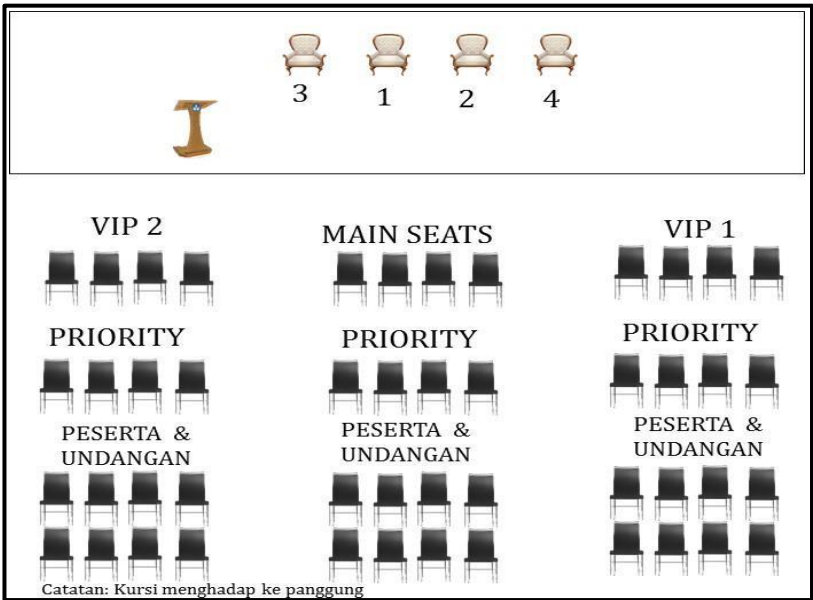 3 1 2 4
VIP 2 MAIN SEATS VIP 1
PRIORITY PRIORITY PRIORITY
PESERTA &
UNDANGAN
PESERTA &
UNDANGAN
PESERTA &
UNDANGAN
Catatan: Kursi menghadap ke panggung